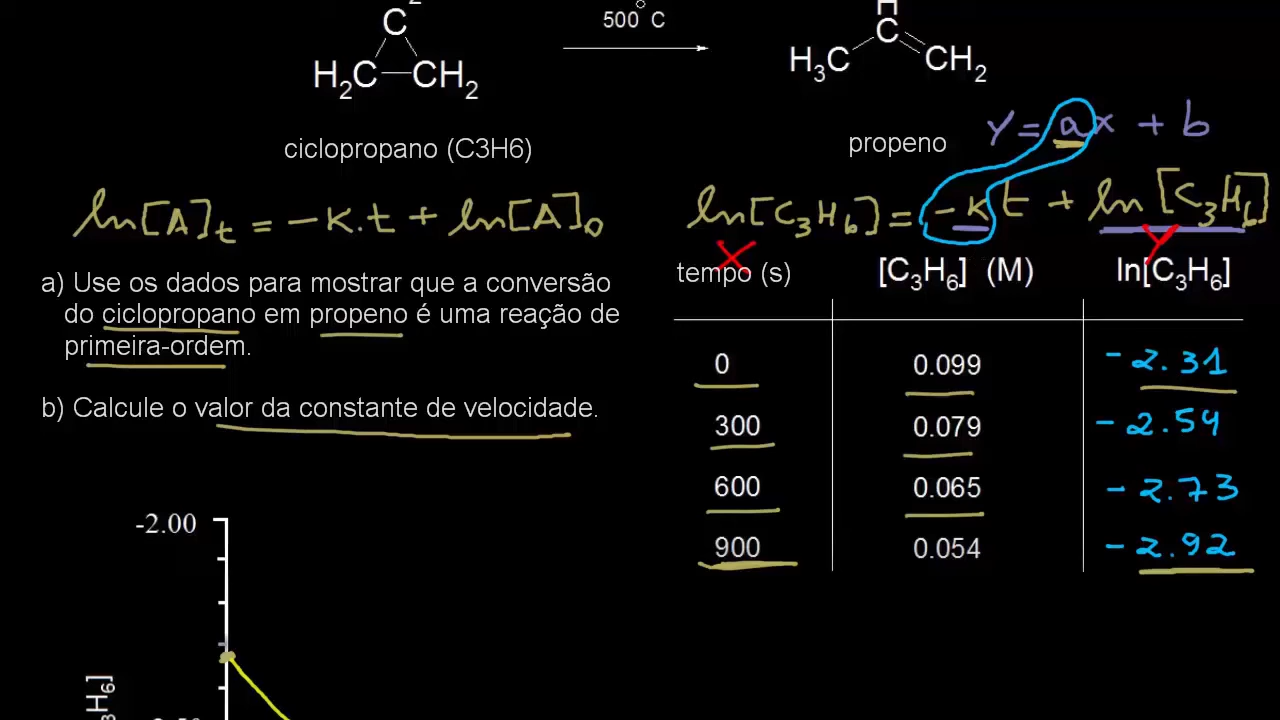 C 2
500°C
H
C
H2C CH2
H3C CH2
y = ax + b
ciclopropano (C3H6)
propeno
ln[A]t = -K.t + ln[A]0
ln[C3H6] = -K t + ln [C3H6]
X
Y
a) Use os dados para mostrar que a conversão
do ciclopropano em propeno é uma reação de
primeira-ordem.
b) Calcule o valor da constante de velocidade.
tempo (s) [C3H6] (M) ln[C3H6]
0 0.099 -2.31
300 0.079 -2.54
600 0.065 -2.73
900 0.054 -2.92
-2.00
H6]